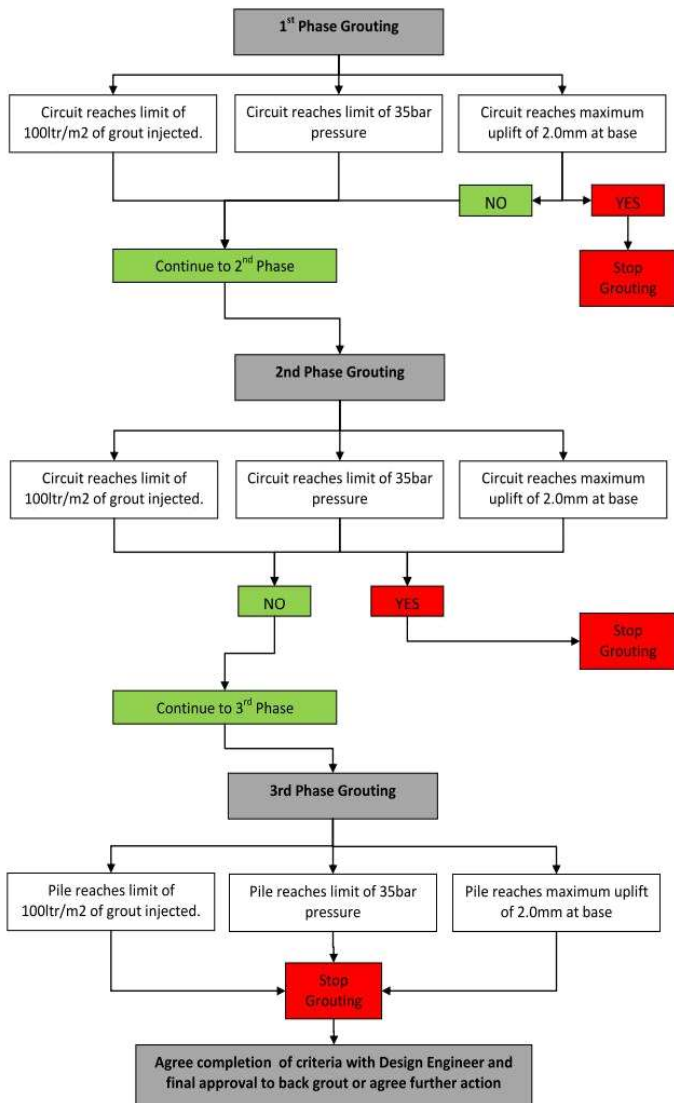 1st Phase Grouting
Circuit reaches limit of
100ltr/m2 of grout injected.
Circuit reaches limit of 35bar
pressure
Circuit reaches maximum
uplift of 2.0mm at base
NO
YES
Continue to 2nd Phase
Stop
Grouting
2nd Phase Grouting
Circuit reaches limit of
100ltr/m2 of grout injected.
Circuit reaches limit of 35bar
pressure
Circuit reaches maximum
uplift of 2.0mm at base
NO
YES
Stop
Grouting
Continue to 3rd Phase
3rd Phase Grouting
Pile reaches limit of
100ltr/m2 of grout injected.
Pile reaches limit of 35bar
pressure
Pile reaches maximum uplift
of 2.0mm at base
Stop
Grouting
Agree completion of criteria with Design Engineer and
final approval to back grout or agree further action